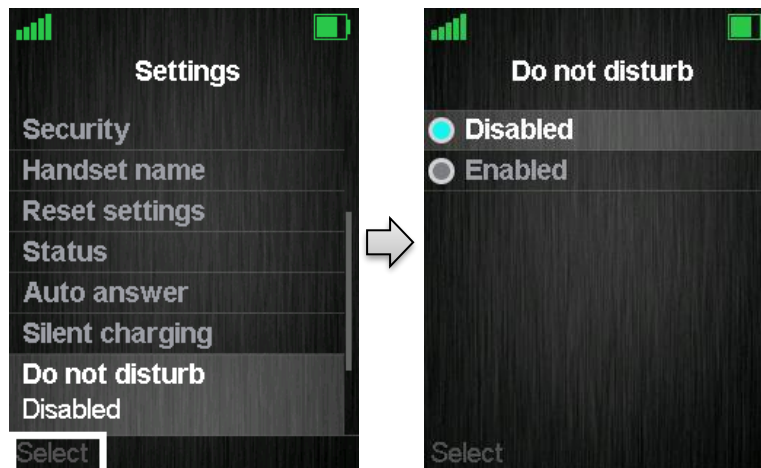 Settings
Security
Handset name
Reset settings
Status
Auto answer
Silent charging
Do not disturb
Disabled
Select
Do not disturb
Disabled
Enabled
Select